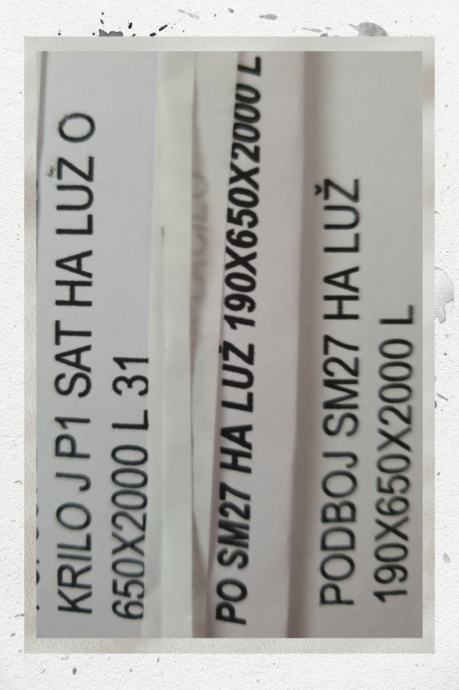 KRILO J P1 SAT HA LUŽ O
650X2000 L 31
PO SM27 HA LUŽ 190X650X2000 L
PODBOJ SM27 HA LUŽ
190X650X2000 L